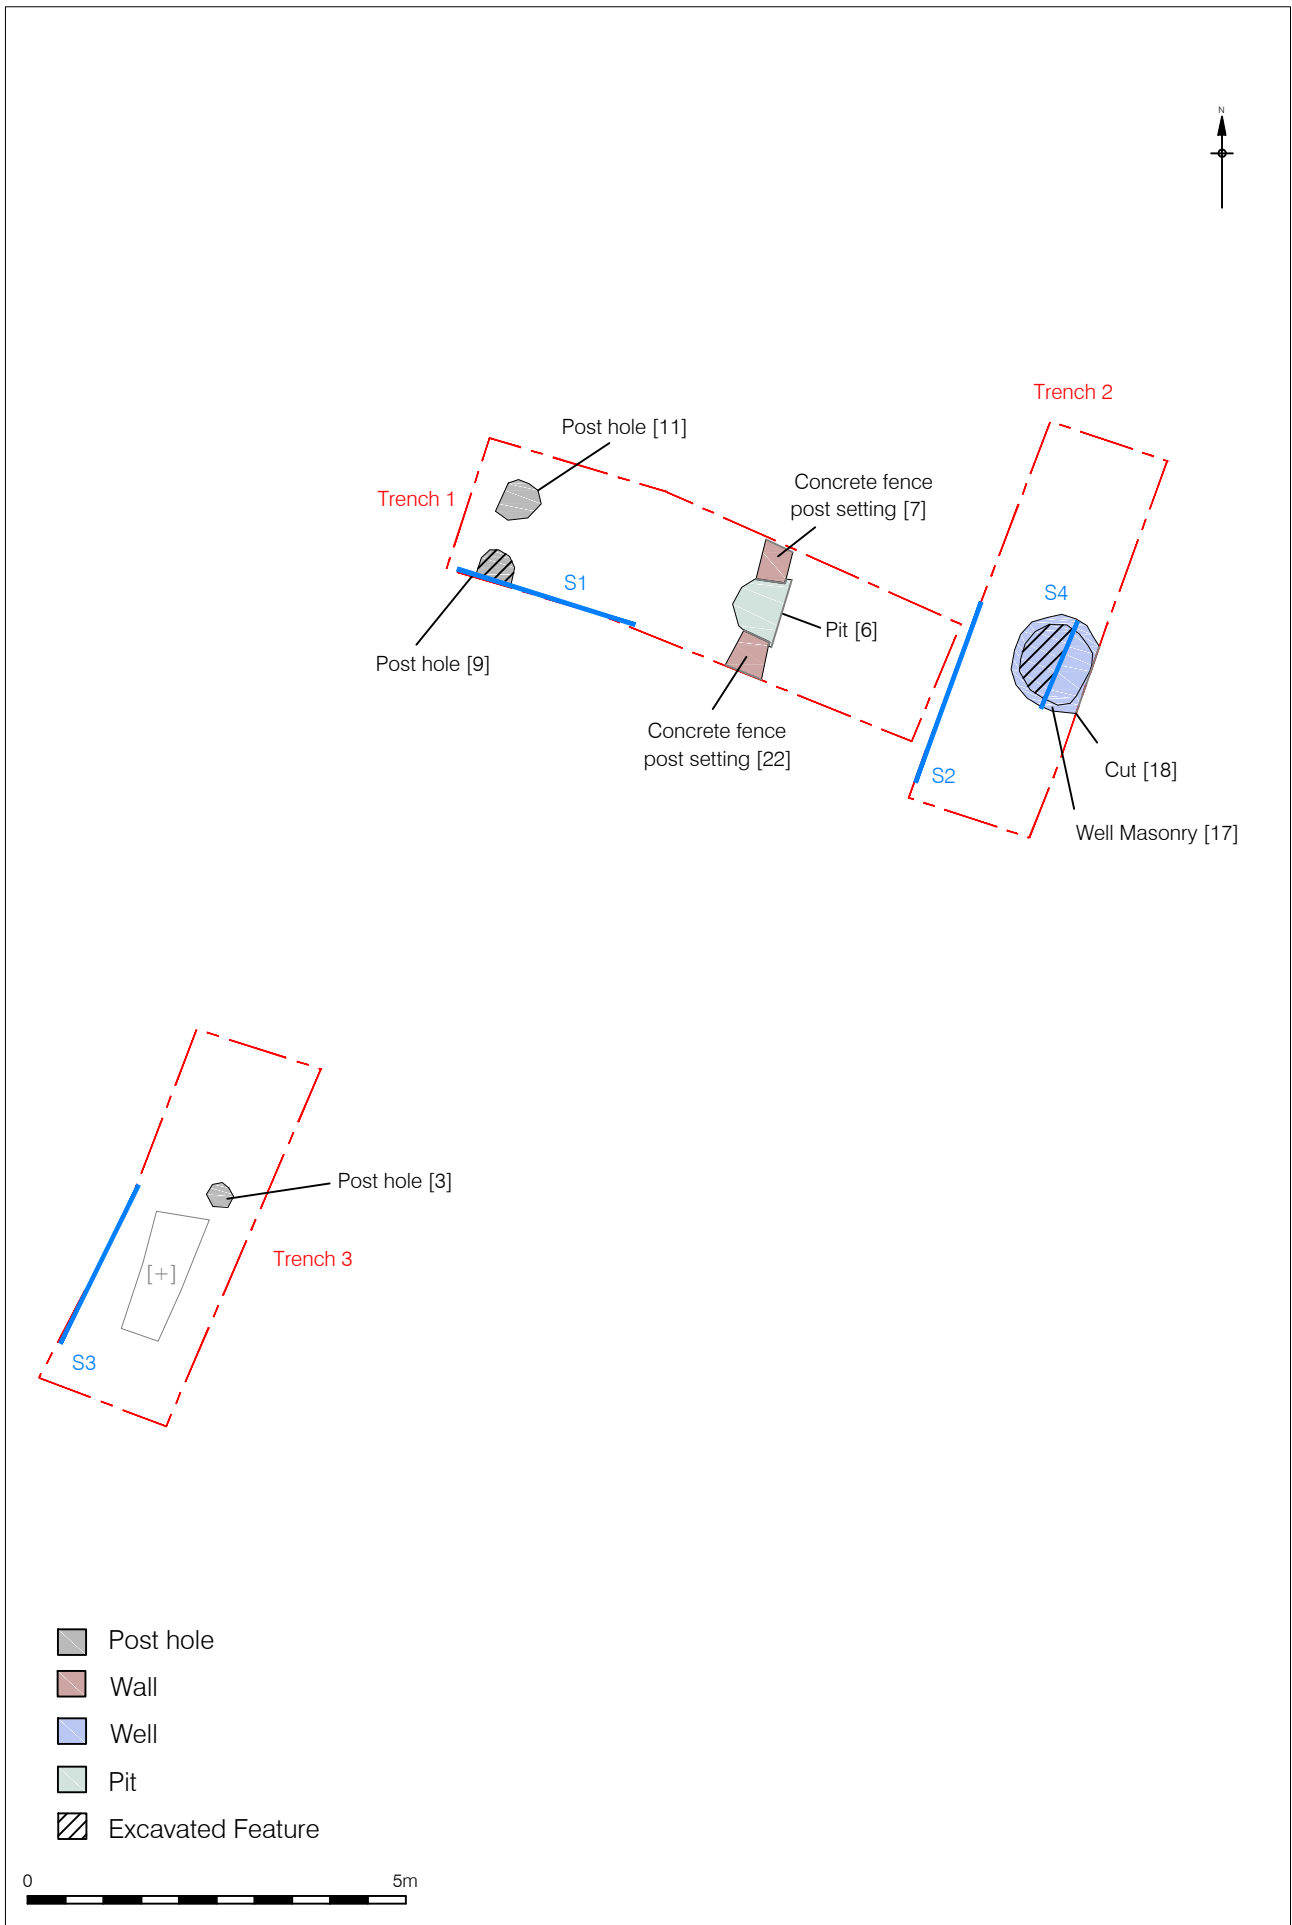 N
Trench 2
Post hole [11]
Concrete fence
post setting [7]
Trench 1
S1
S4
Pit [6]
Post hole [9]
Concrete fence
post setting [22]
S2
Cut [18]
Well Masonry [17]
Post hole [3]
Trench 3
[+]
S3
Post hole
Wall
Well
Pit
Excavated Feature
0 5m